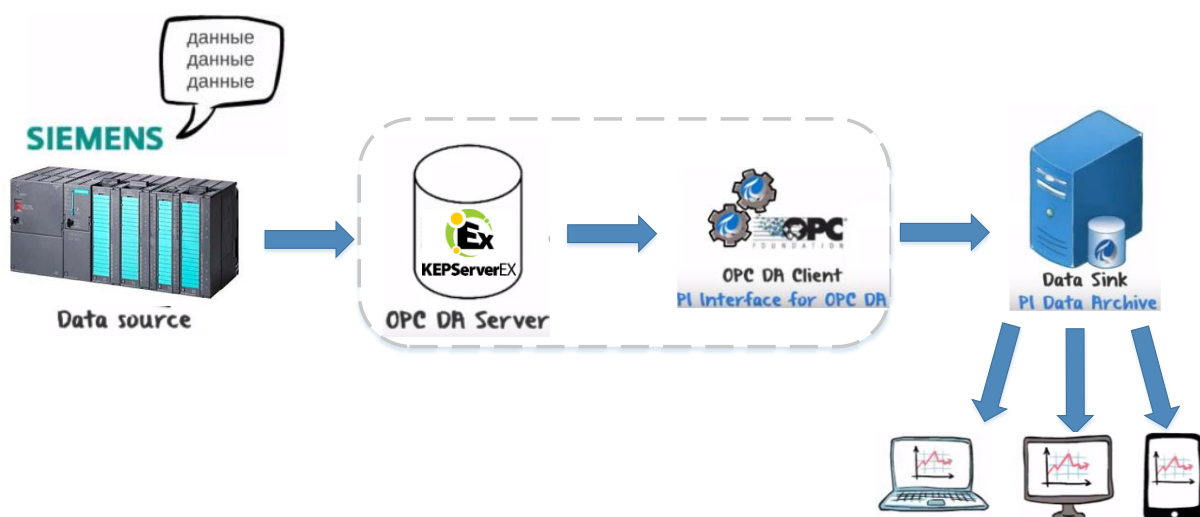 данные
данные
данные
SIEMENS
Data source
Ex
KEPServerEX
OPC DA Server
OPC
FOUNDATION
OPC DA Client
PI Interface for OPC DA
Data Sink
PI Data Archive